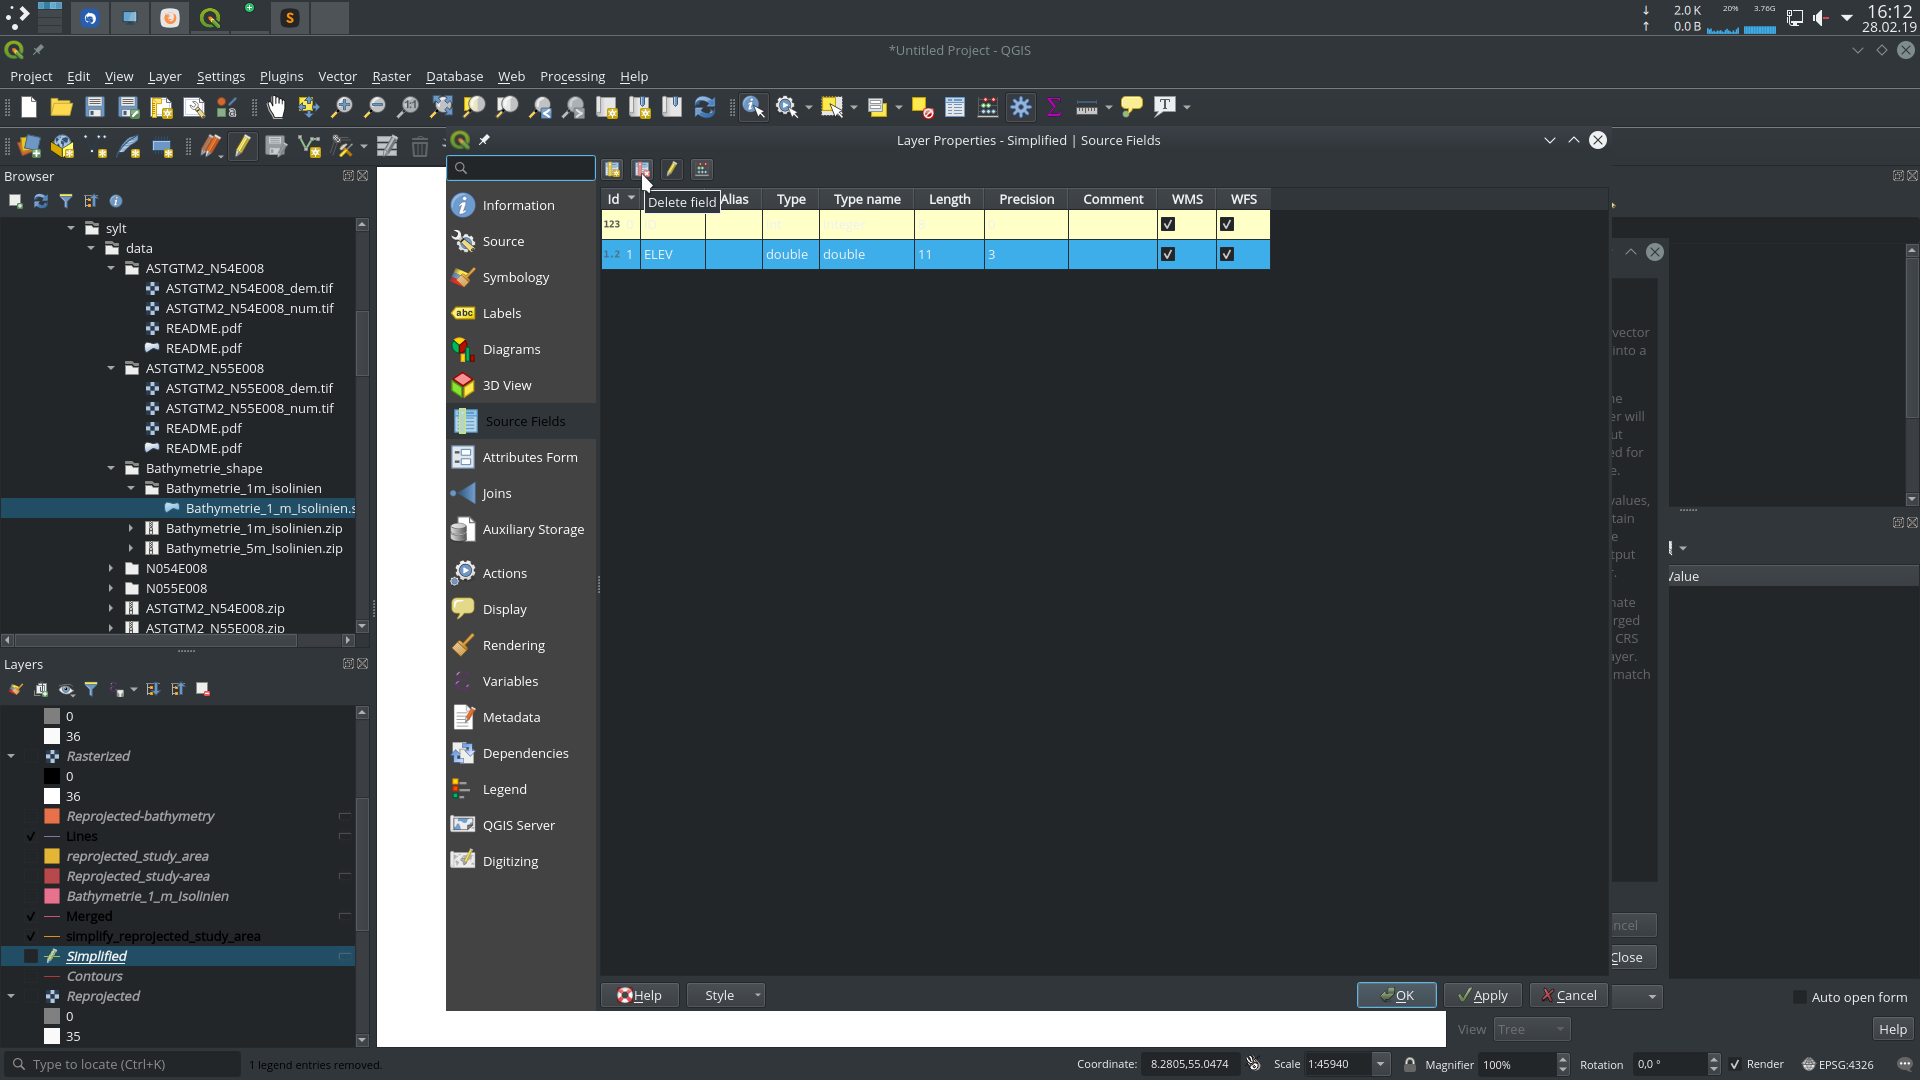 2.0 K
0.0 B
20%
3.76G
16:12
28.02.19
*Untitled Project - QGIS
Project Edit View Layer Settings Plugins Vector Raster Database Web Processing Help
Layer Properties - Simplified | Source Fields
Browser
sylt
data
ASTGTM2_N54E008
ASTGTM2_N54E008_dem.tif
ASTGTM2_N54E008_num.tif
README.pdf
README.pdf
ASTGTM2_N55E008
ASTGTM2_N55E008_dem.tif
ASTGTM2_N55E008_num.tif
README.pdf
README.pdf
Bathymetrie_shape
Bathymetrie_1m_isolinien
Bathymetrie_1_m_Isolinien.s
Bathymetrie_1m_isolinien.zip
Bathymetrie_5m_Isolinien.zip
N054E008
N055E008
ASTGTM2_N54E008.zip
ASTGTM2_N55E008.zip
Layers
0
36
Rasterized
0
36
Reprojected-bathymetry
Lines
reprojected_study_area
Reprojected_study-area
Bathymetrie_1_m_Isolinien
Merged
simplify_reprojected_study_area
Simplified
Contours
Reprojected
0
35
Information
Source
Symbology
abc Labels
Diagrams
3D View
Source Fields
Attributes Form
Joins
Auxiliary Storage
Actions
Display
Rendering
Variables
Metadata
Dependencies
Legend
QGIS Server
Digitizing
Id Alias Type Type name Length Precision Comment WMS WFS
Delete field
123
1.2 1 ELEV double double 11 3
Help Style OK Apply Cancel
vector
into a
ne
er will
ut
ed for
e.
values,
tain
e
tput
r.
nate
rged
CRS
ayer.
match
ncel
Close
Value
Auto open form
View Tree Help
Type to locate (Ctrl+K) 1 legend entries removed. Coordinate: 8.2805,55.0474 Scale 1:45940 Magnifier 100% Rotation 0,0 ° Render EPSG:4326